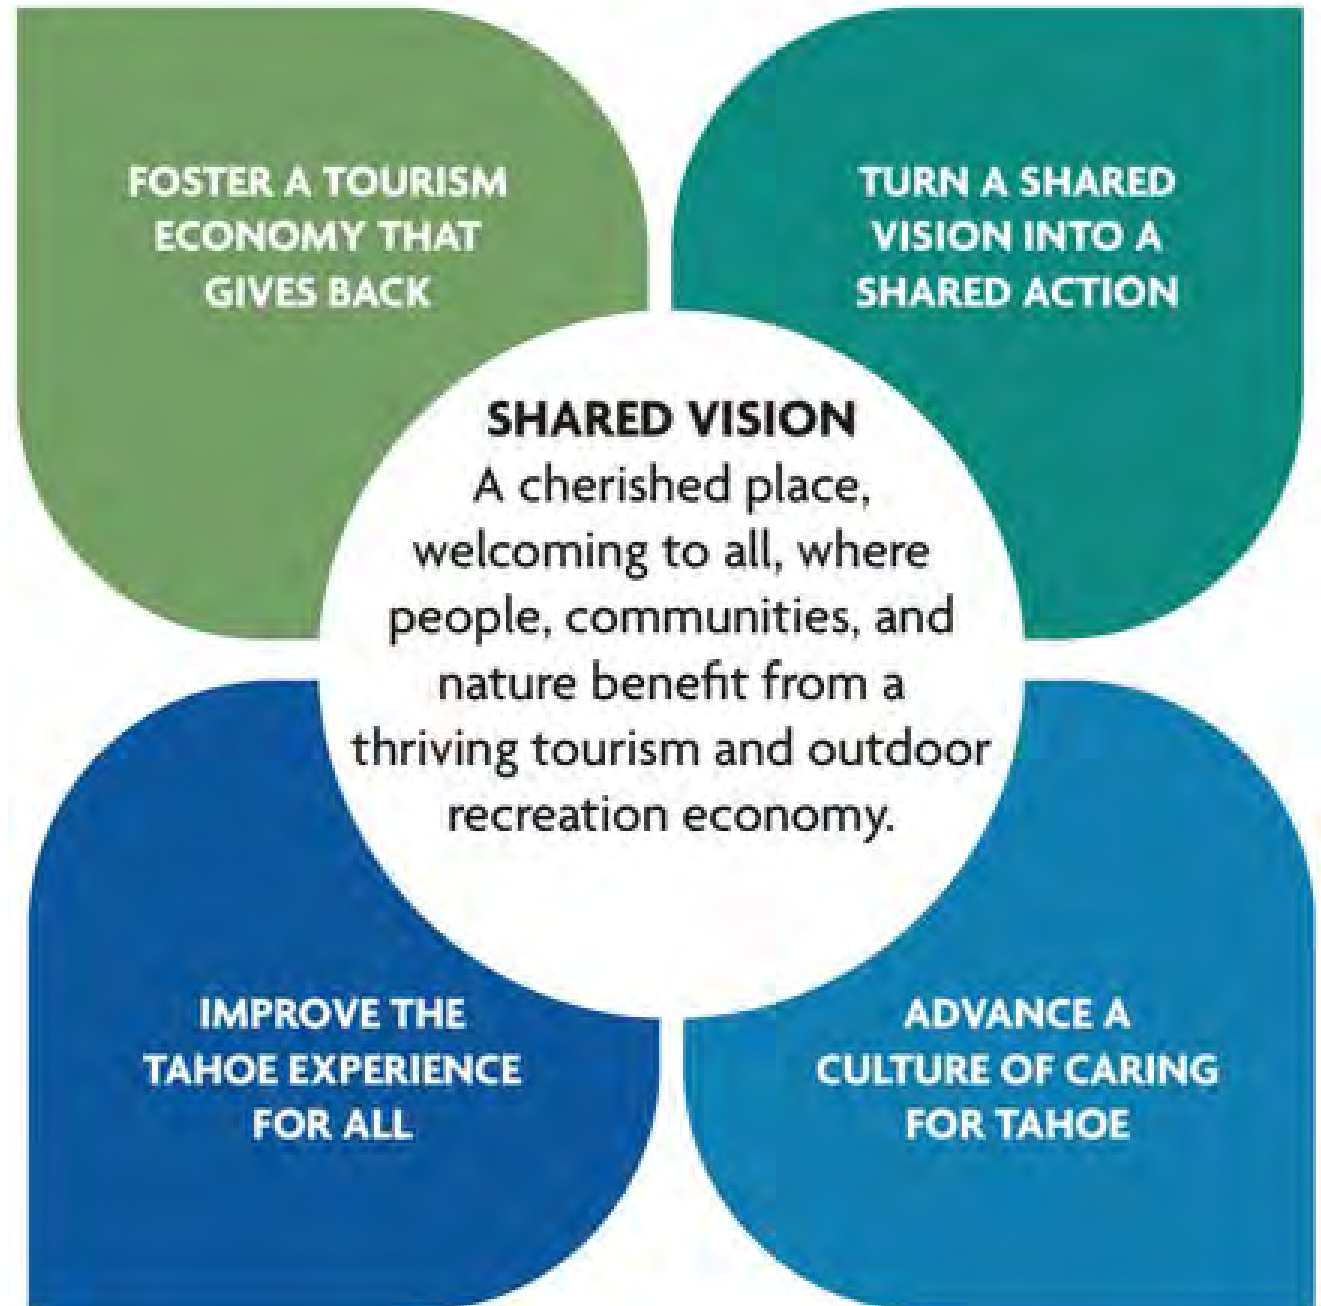 FOSTER A TOURISM
ECONOMY THAT
GIVES BACK
TURN A SHARED
VISION INTO A
SHARED ACTION
SHARED VISION
A cherished place,
welcoming to all, where
people, communities, and
nature benefit from a
thriving tourism and outdoor
recreation economy.
IMPROVE THE
TAHOE EXPERIENCE
FOR ALL
ADVANCE A
CULTURE OF CARING
FOR TAHOE